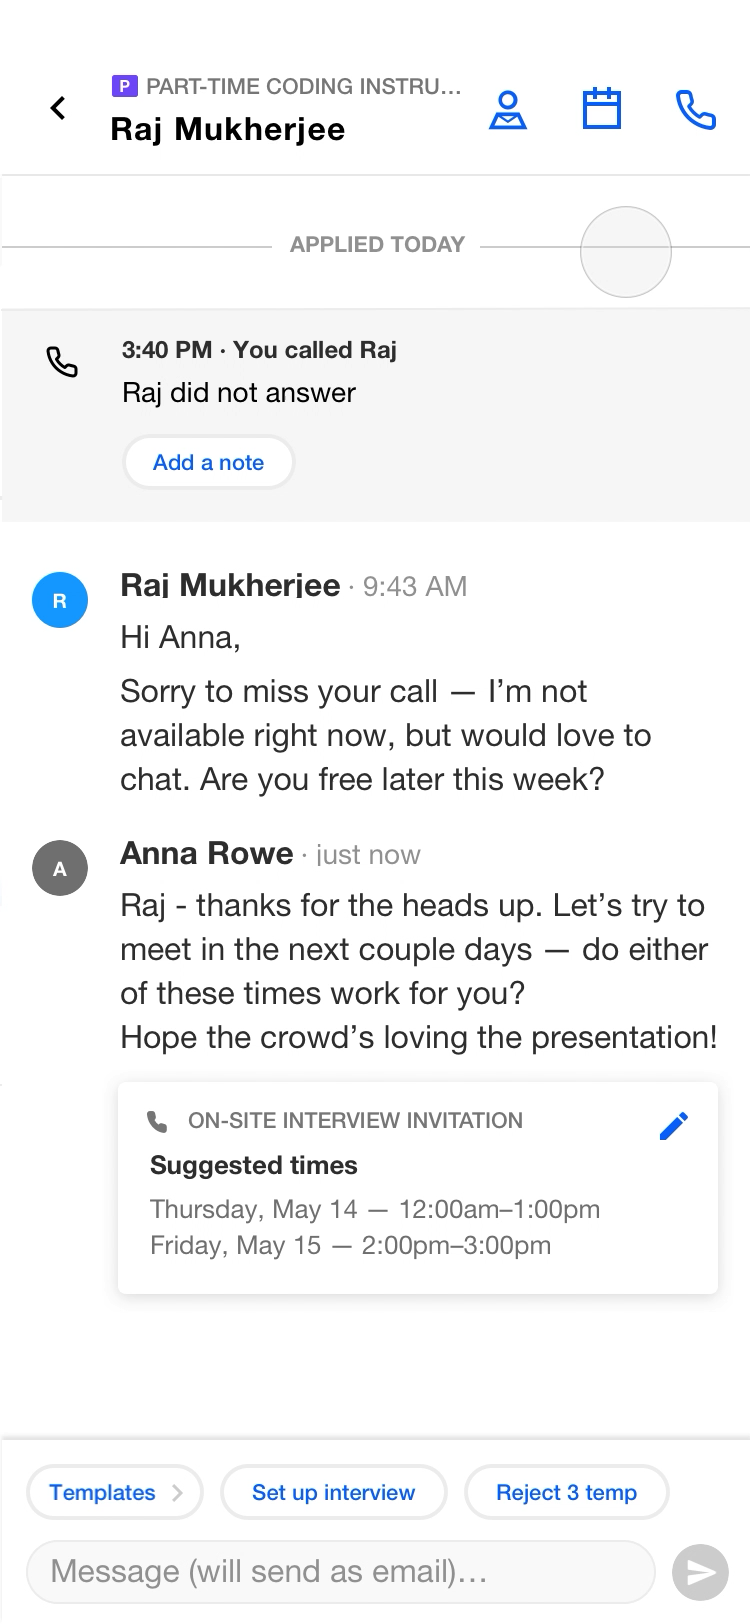 P PART-TIME CODING INSTRU...
Raj Mukherjee
APPLIED TODAY
3:40 PM · You called Raj
Raj did not answer
Add a note
R
Raj Mukherjee · 9:43 AM
Hi Anna,
Sorry to miss your call — I’m not
available right now, but would love to
chat. Are you free later this week?
A
Anna Rowe · just now
Raj - thanks for the heads up. Let’s try to
meet in the next couple days — do either
of these times work for you?
Hope the crowd’s loving the presentation!
ON-SITE INTERVIEW INVITATION
Suggested times
Thursday, May 14 — 12:00am–1:00pm
Friday, May 15 — 2:00pm–3:00pm
Templates
Set up interview
Reject 3 temp
Message (will send as email)...